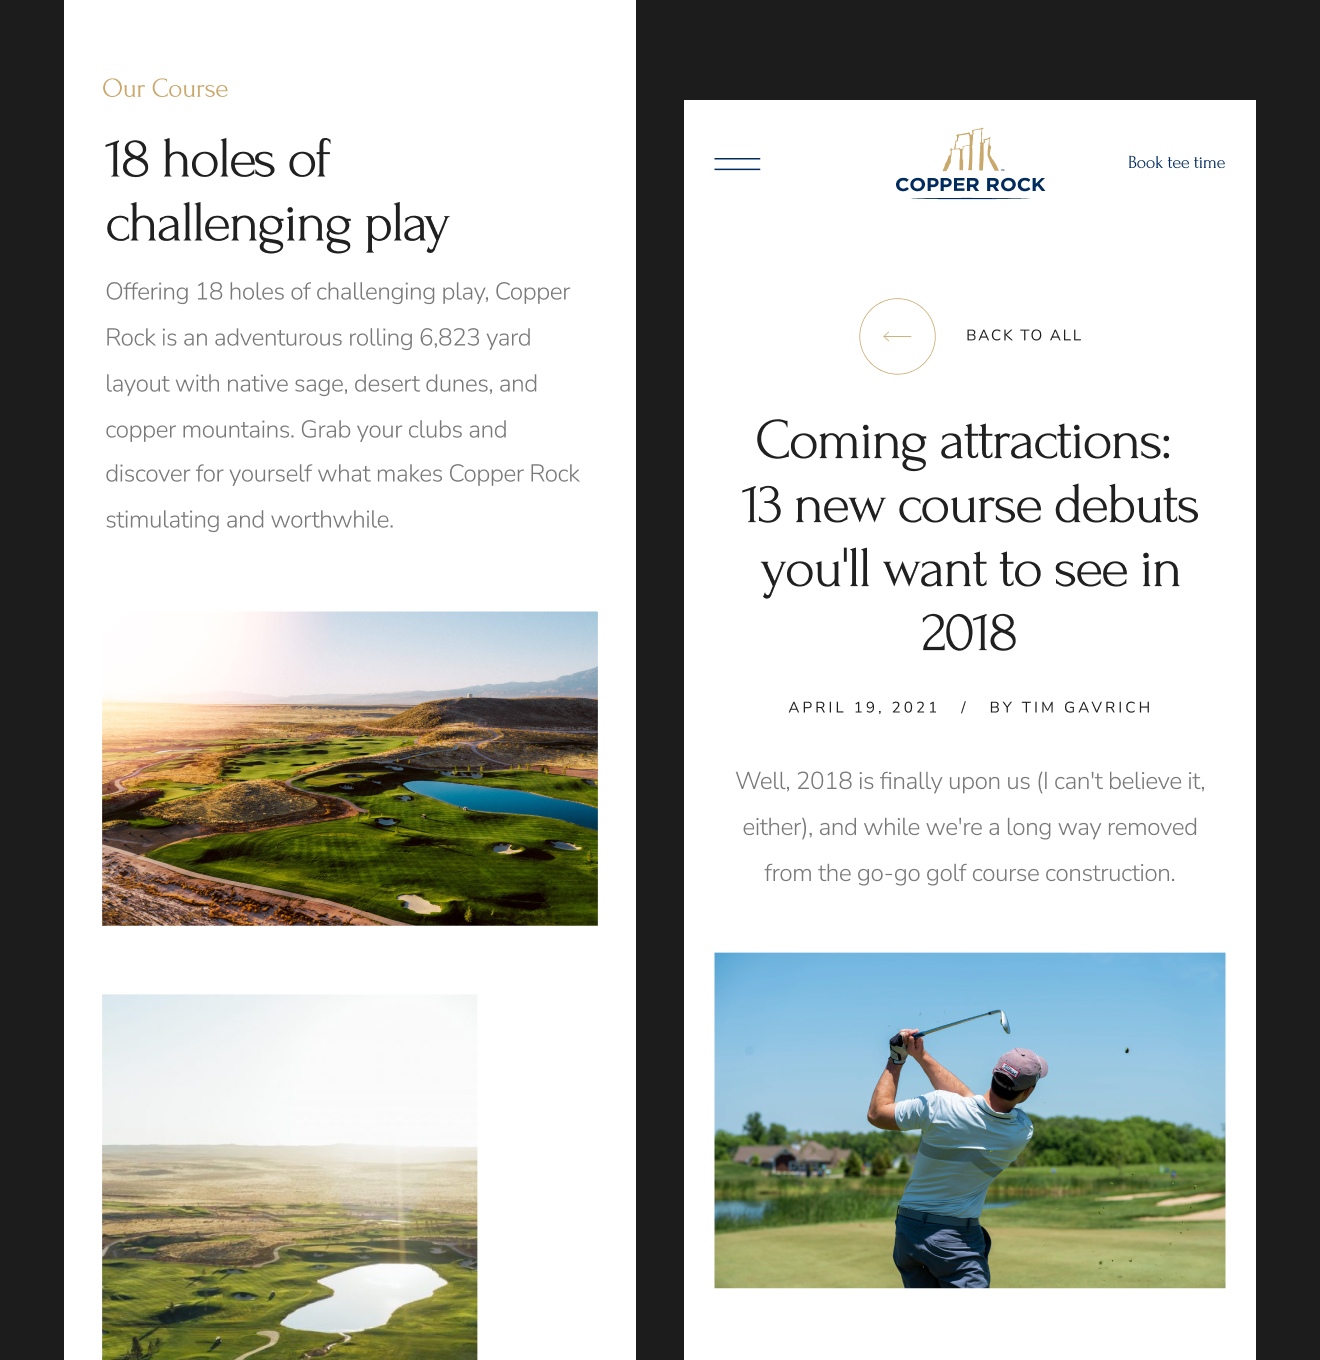 Our Course
18 holes of
challenging play
Offering 18 holes of challenging play, Copper
Rock is an adventurous rolling 6,823 yard
layout with native sage, desert dunes, and
copper mountains. Grab your clubs and
discover for yourself what makes Copper Rock
stimulating and worthwhile.
COPPER ROCK
Book tee time
BACK TO ALL
Coming attractions:
13 new course debuts
you'll want to see in
2018
APRIL 19, 2021 / BY TIM GAVRICH
Well, 2018 is finally upon us (I can't believe it,
either), and while we're a long way removed
from the go-go golf course construction.